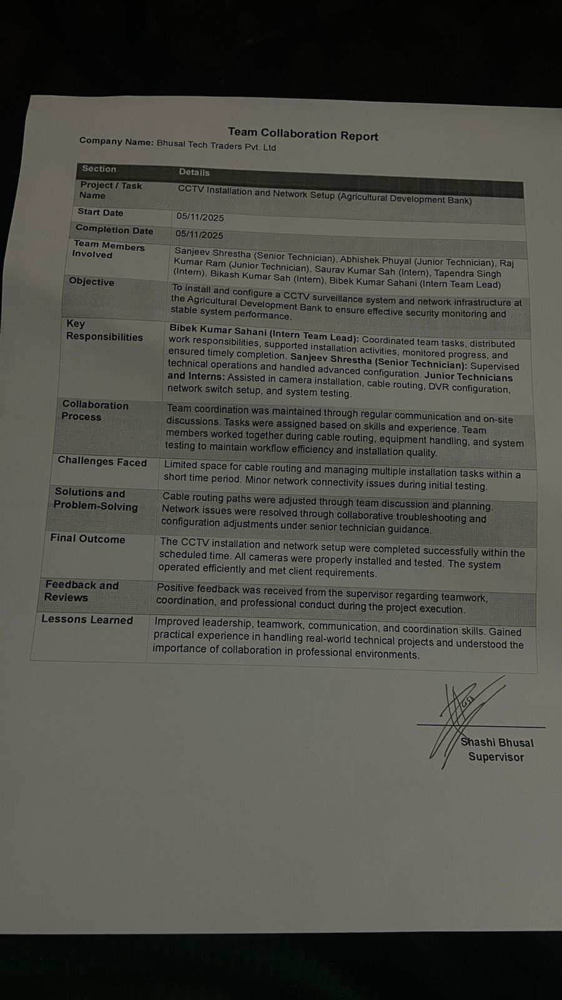 Team Collaboration Report
Company Name: Bhusal Tech Traders Pvt. Ltd
Section Details
Project / Task
Name
CCTV Installation and Network Setup (Agricultural Development Bank)
Start Date
05/11/2025
Completion Date
05/11/2025
Team Members
Involved
Sanjeev Shrestha (Senior Technician), Abhishek Phuyal (Junior Technician), Raj
Kumar Ram (Junior Technician), Saurav Kumar Sah (Intern), Tapendra Singh
(Intern), Bikash Kumar Sah (Intern), Bibek Kumar Sahani (Intern Team Lead)
Objective
To install and configure a CCTV surveillance system and network infrastructure at
the Agricultural Development Bank to ensure effective security monitoring and
stable system performance.
Key
Responsibilities
Bibek Kumar Sahani (Intern Team Lead): Coordinated team tasks, distributed
work responsibilities, supported installation activities, monitored progress, and
ensured timely completion. Sanjeev Shrestha (Senior Technician): Supervised
technical operations and handled advanced configuration. Junior Technicians
and Interns: Assisted in camera installation, cable routing, DVR configuration,
network switch setup, and system testing.
Collaboration
Process
Team coordination was maintained through regular communication and on-site
discussions. Tasks were assigned based on skills and experience. Team
members worked together during cable routing, equipment handling, and system
testing to maintain workflow efficiency and installation quality.
Challenges Faced
Limited space for cable routing and managing multiple installation tasks within a
short time period. Minor network connectivity issues during initial testing.
Solutions and
Problem-Solving
Cable routing paths were adjusted through team discussion and planning.
Network issues were resolved through collaborative troubleshooting and
configuration adjustments under senior technician guidance.
Final Outcome
The CCTV installation and network setup were completed successfully within the
scheduled time. All cameras were properly installed and tested. The system
operated efficiently and met client requirements.
Feedback and
Reviews
Positive feedback was received from the supervisor regarding teamwork,
coordination, and professional conduct during the project execution.
Lessons Learned
Improved leadership, teamwork, communication, and coordination skills. Gained
practical experience in handling real-world technical projects and understood the
importance of collaboration in professional environments.
Shashi Bhusal
Supervisor